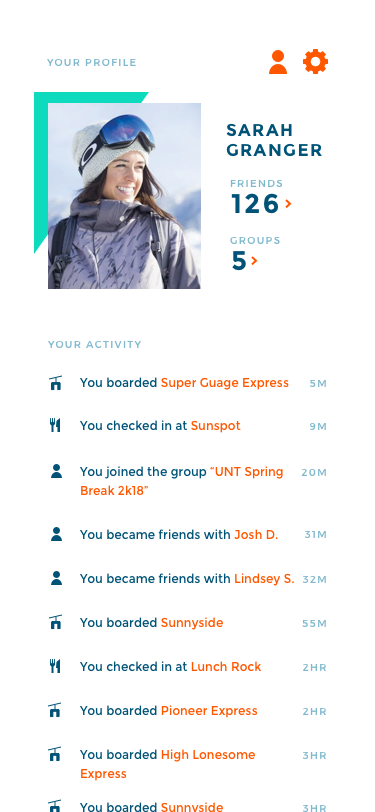 YOUR PROFILE
SARAH
GRANGER
FRIENDS
126 >
GROUPS
5 >
YOUR ACTIVITY
You boarded Super Guage Express 5M
You checked in at Sunspot 9M
You joined the group "UNT Spring 20M
Break 2k18"
You became friends with Josh D. 31M
You became friends with Lindsey S. 32M
You boarded Sunnyside 55M
You checked in at Lunch Rock 2HR
You boarded Pioneer Express 2HR
You boarded High Lonesome 3HR
Express
You boarded Sunnyside 3HR